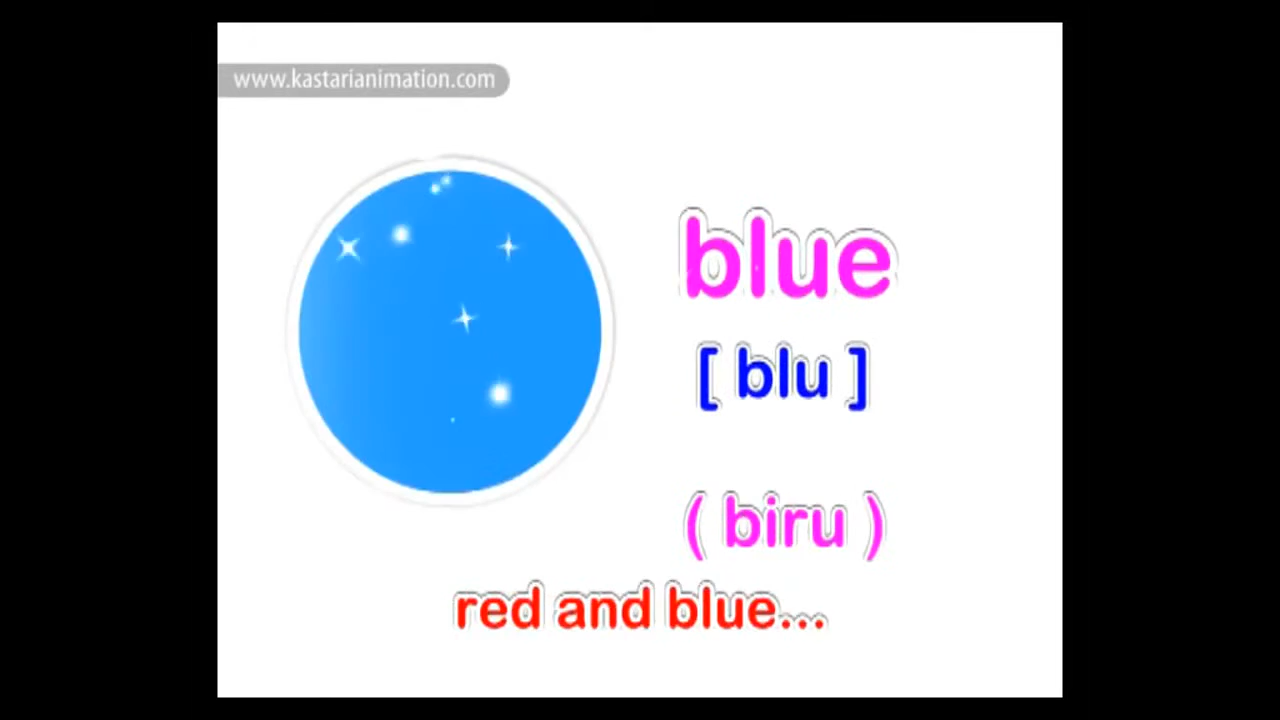 www.kastarianimation.com
blue
[ blu ]
( biru )
red and blue...